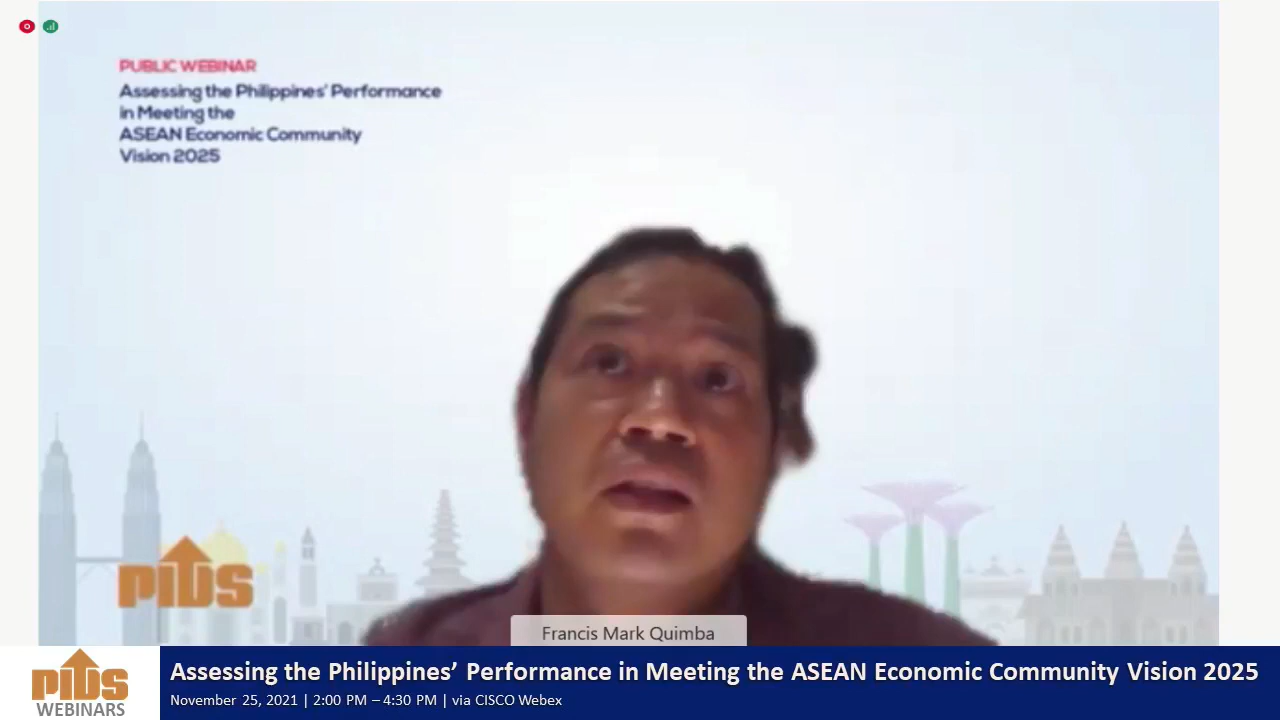 PUBLIC WEBINAR
Assessing the Philippines' Performance
in Meeting the
ASEAN Economic Community
Vision 2025
PIDS
Francis Mark Quimba
PIDS
WEBINARS
Assessing the Philippines’ Performance in Meeting the ASEAN Economic Community Vision 2025
November 25, 2021 | 2:00 PM – 4:30 PM | via CISCO Webex